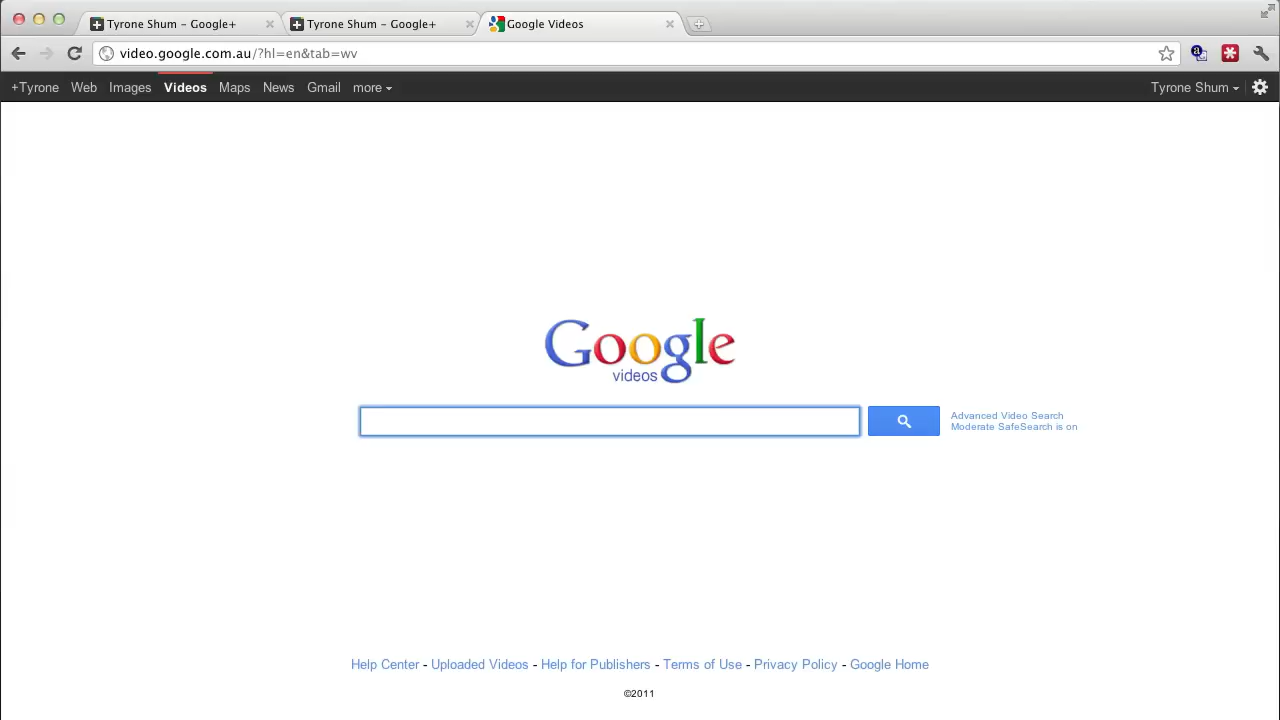 Tyrone Shum - Google+
Tyrone Shum - Google+
Google Videos
video.google.com.au/?hl=en&tab=wv
+Tyrone Web Images Videos Maps News Gmail more
Tyrone Shum
Google
videos
Advanced Video Search
Moderate SafeSearch is on
Help Center - Uploaded Videos - Help for Publishers - Terms of Use - Privacy Policy - Google Home
©2011